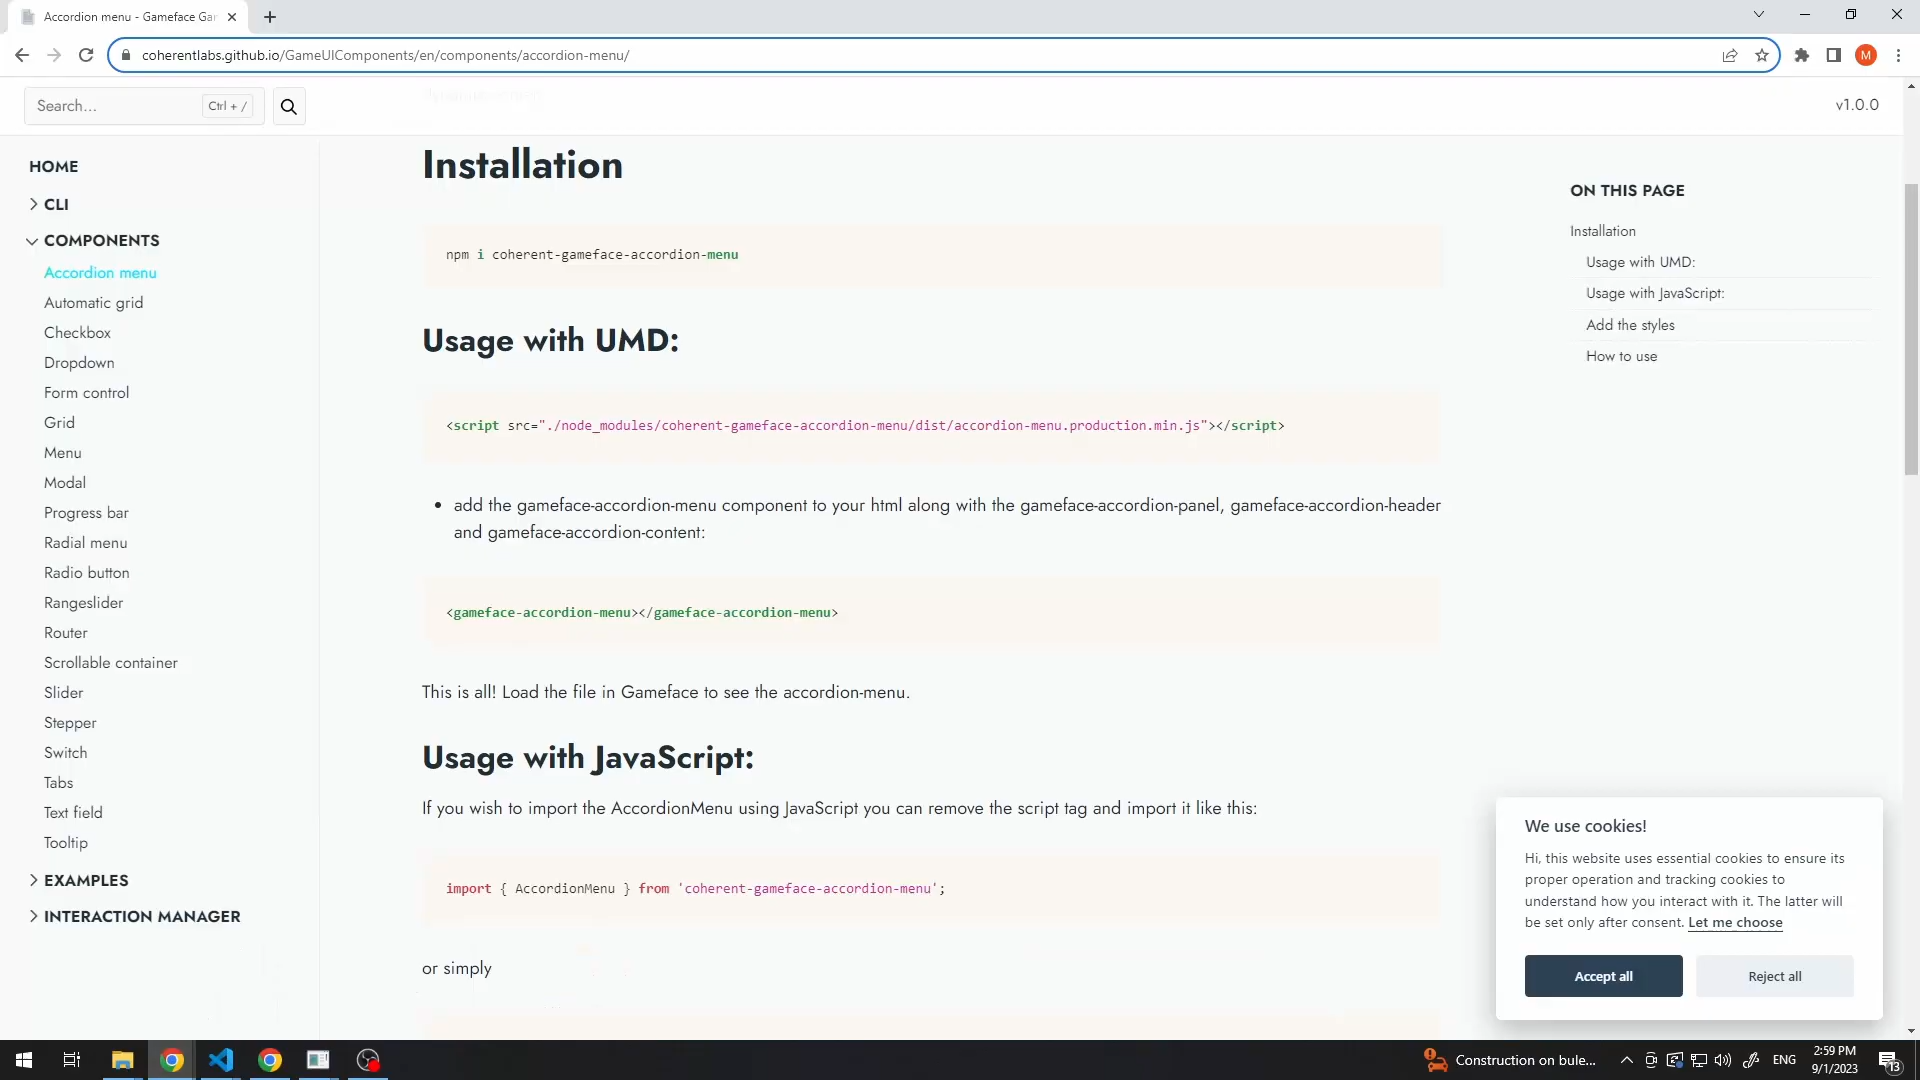 Accordion menu - Gameface Gar
coherentlabs.github.io/GameUIComponents/en/components/accordion-menu/
M
Search...
Ctrl + /
v1.0.0
HOME
CLI
COMPONENTS
Accordion menu
Automatic grid
Checkbox
Dropdown
Form control
Grid
Menu
Modal
Progress bar
Radial menu
Radio button
Rangeslider
Router
Scrollable container
Slider
Stepper
Switch
Tabs
Text field
Tooltip
EXAMPLES
INTERACTION MANAGER
Installation
npm i coherent-gameface-accordion-menu
Usage with UMD:
<script src="./node_modules/coherent-gameface-accordion-menu/dist/accordion-menu.production.min.js"></script>
• add the gameface-accordion-menu component to your html along with the gameface-accordion-panel, gameface-accordion-header
and gameface-accordion-content:
<gameface-accordion-menu></gameface-accordion-menu>
This is all! Load the file in Gameface to see the accordion-menu.
Usage with JavaScript:
If you wish to import the AccordionMenu using JavaScript you can remove the script tag and import it like this:
import { AccordionMenu } from 'coherent-gameface-accordion-menu';
or simply
ON THIS PAGE
Installation
Usage with UMD:
Usage with JavaScript:
Add the styles
How to use
We use cookies!
Hi, this website uses essential cookies to ensure its
proper operation and tracking cookies to
understand how you interact with it. The latter will
be set only after consent. Let me choose
Accept all
Reject all
Construction on bule...
ENG
2:59 PM
9/1/2023
13